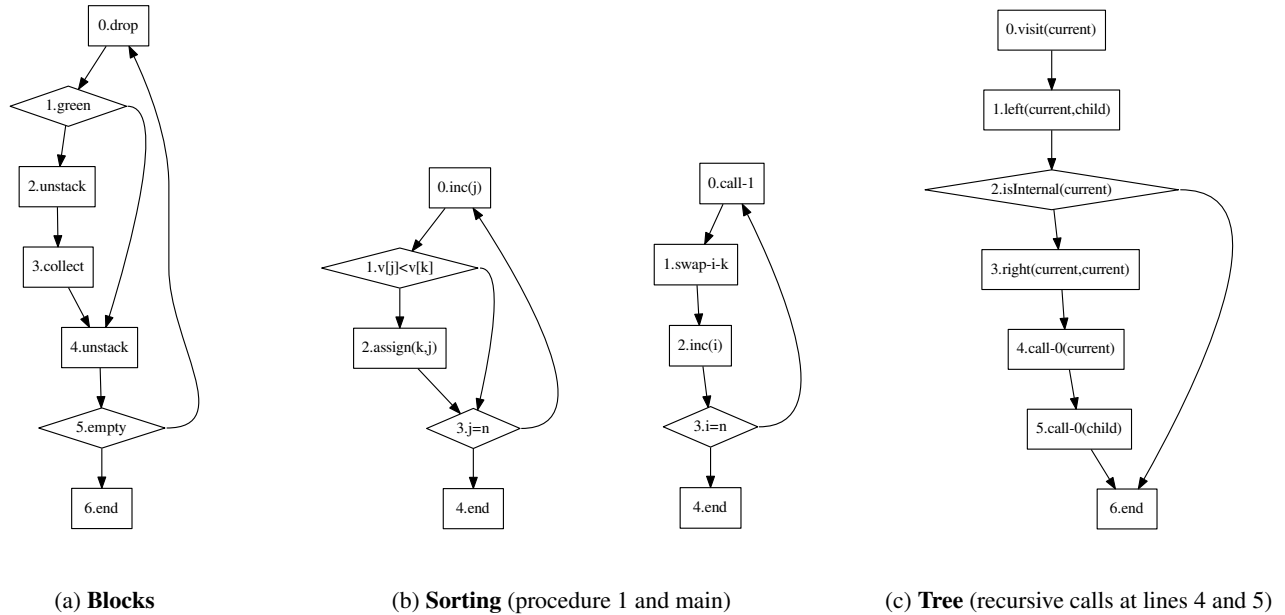 0.drop
1.green
2.unstack
3.collect
4.unstack
5.empty
6.end
(a) Blocks
0.inc(j)
1.v[j]<v[k]
2.assign(k,j)
3.j=n
4.end
0.call-1
1.swap-i-k
2.inc(i)
3.i=n
4.end
(b) Sorting (procedure 1 and main)
0.visit(current)
1.left(current,child)
2.isInternal(current)
3.right(current,current)
4.call-0(current)
5.call-0(child)
6.end
(c) Tree (recursive calls at lines 4 and 5)